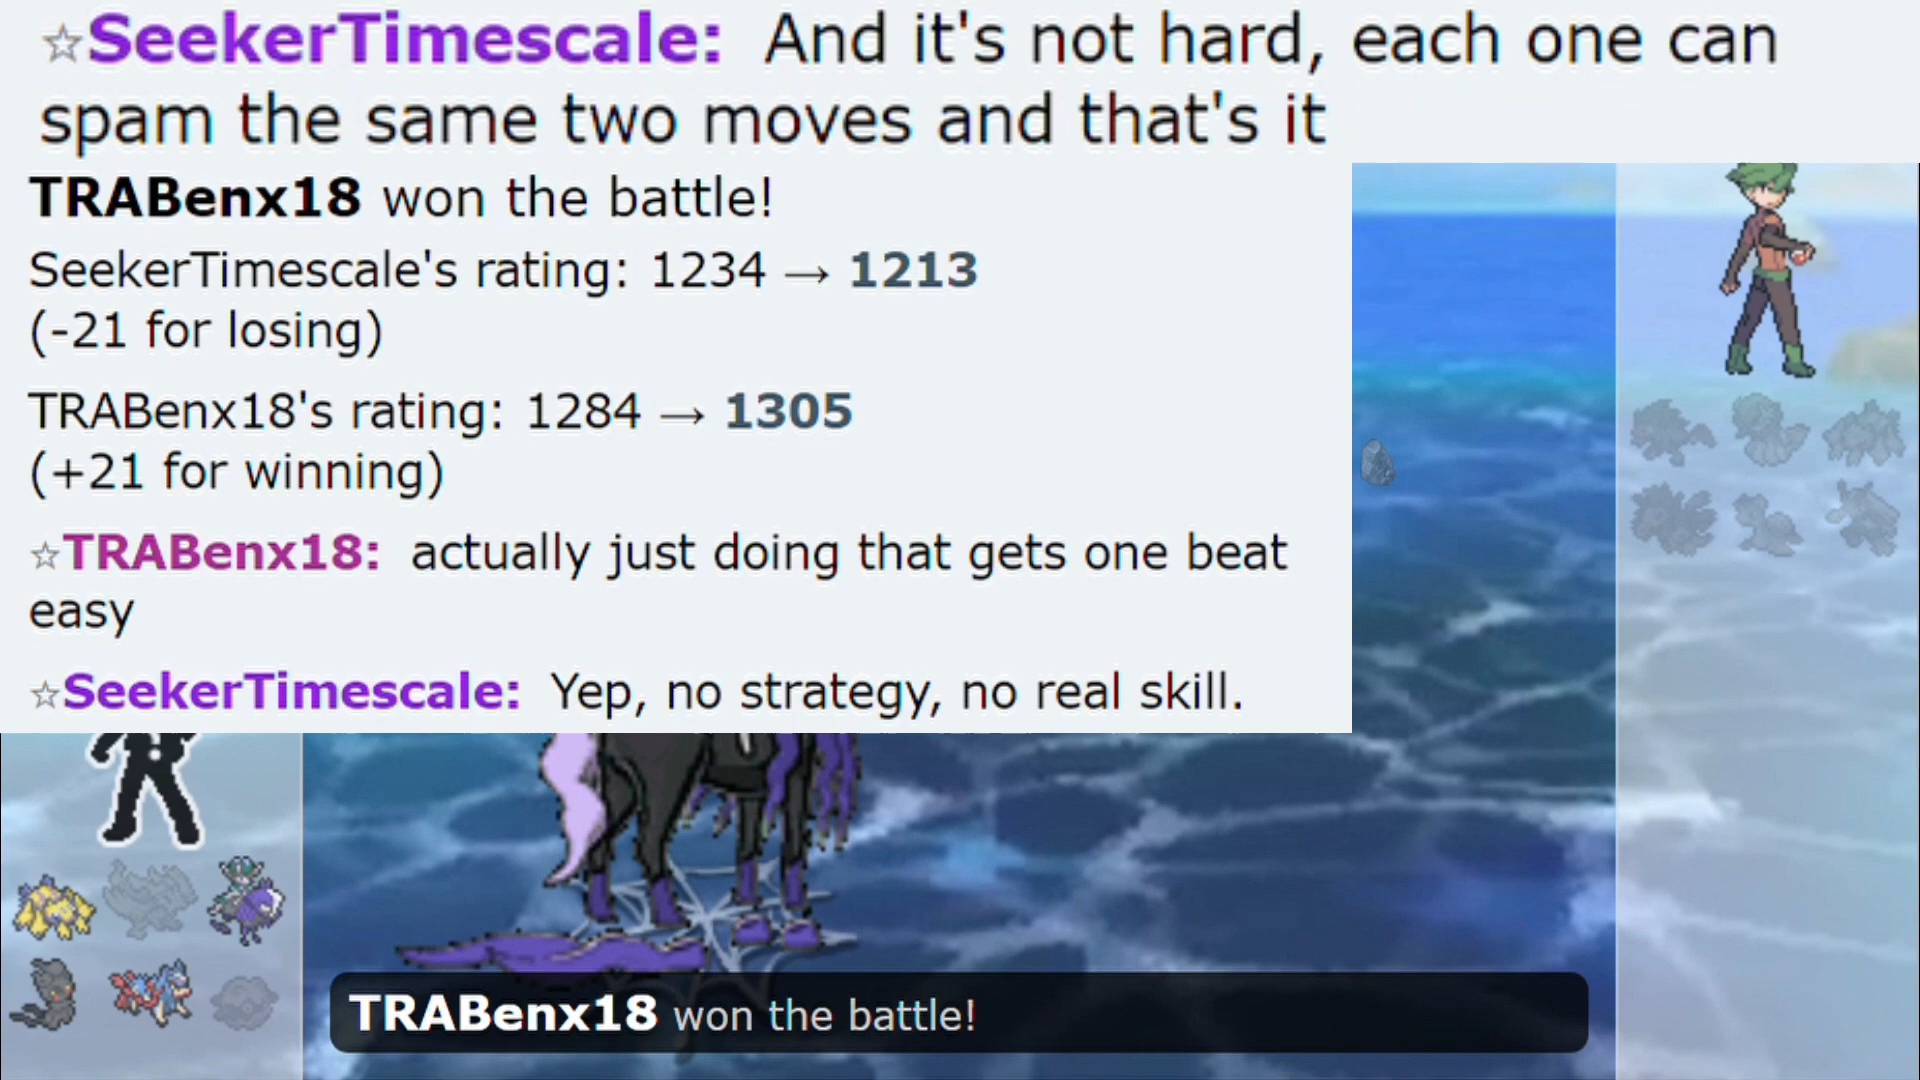 ☆SeekerTimescale: And it's not hard, each one can
spam the same two moves and that's it
TRABenx18 won the battle!
SeekerTimescale's rating: 1234 → 1213
(-21 for losing)
TRABenx18's rating: 1284 → 1305
(+21 for winning)
☆TRABenx18: actually just doing that gets one beat
easy
☆SeekerTimescale: Yep, no strategy, no real skill.
TRABenx18 won the battle!